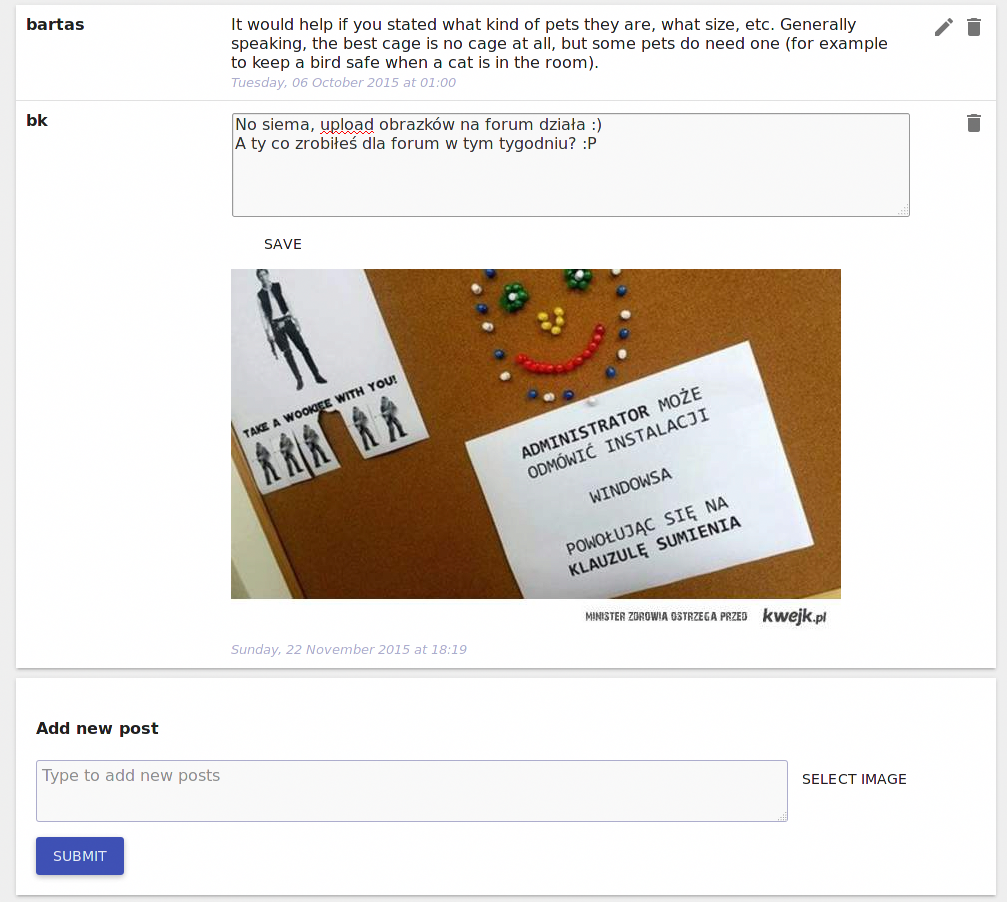 bartas
It would help if you stated what kind of pets they are, what size, etc. Generally
speaking, the best cage is no cage at all, but some pets do need one (for example
to keep a bird safe when a cat is in the room).
Tuesday, 06 October 2015 at 01:00
bk
No siema, upload obrazków na forum działa :)
A ty co zrobiłeś dla forum w tym tygodniu? :P
SAVE
TAKE A WOOKIEE WITH YOU!
ADMINISTRATOR MOŻE
ODMÓWIĆ INSTALACJI
WINDOWSA
POWOŁUJĄC SIĘ NA
KLAUZULĘ SUMIENIA
MINISTER ZDROWIA OSTRZEGA PRZED kwejk.pl
Sunday, 22 November 2015 at 18:19
Add new post
Type to add new posts
SELECT IMAGE
SUBMIT